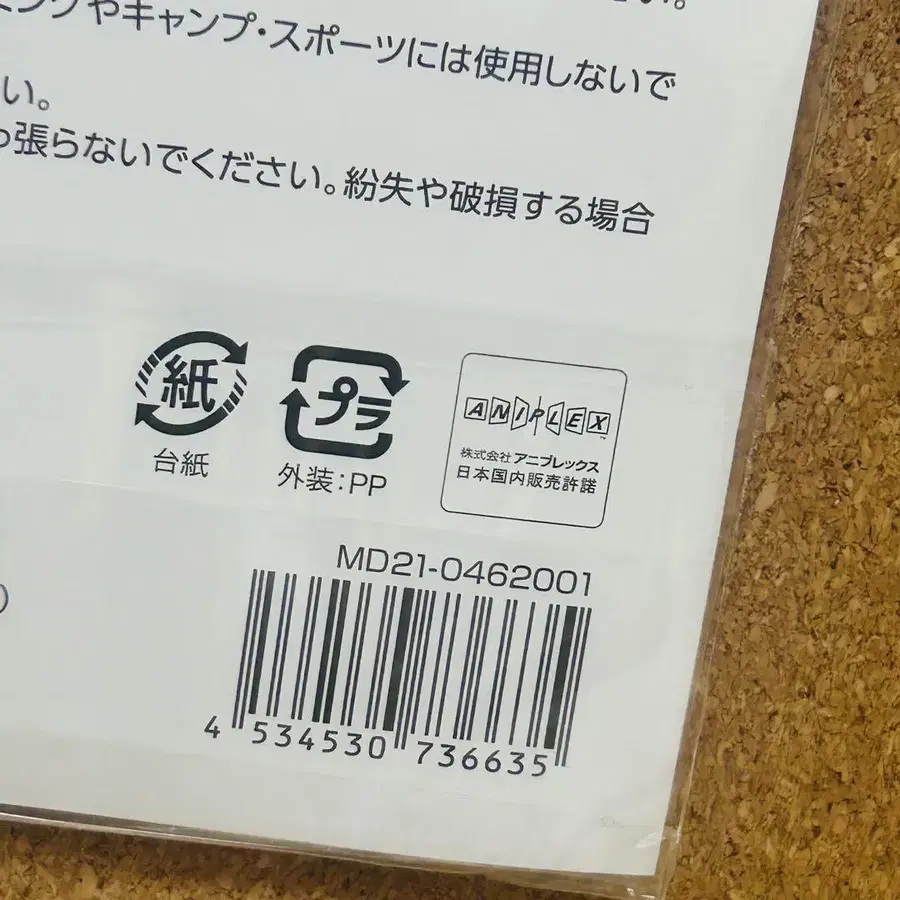 ングやキャンプ・スポーツには使用しないで
い。
張らないでください。紛失や破損する場合
紙
台紙
プラ
外装:PP
ANIPLEX™
株式会社 アニプレックス
日本国内販売許諾
MD21-0462001
4 534530 736635